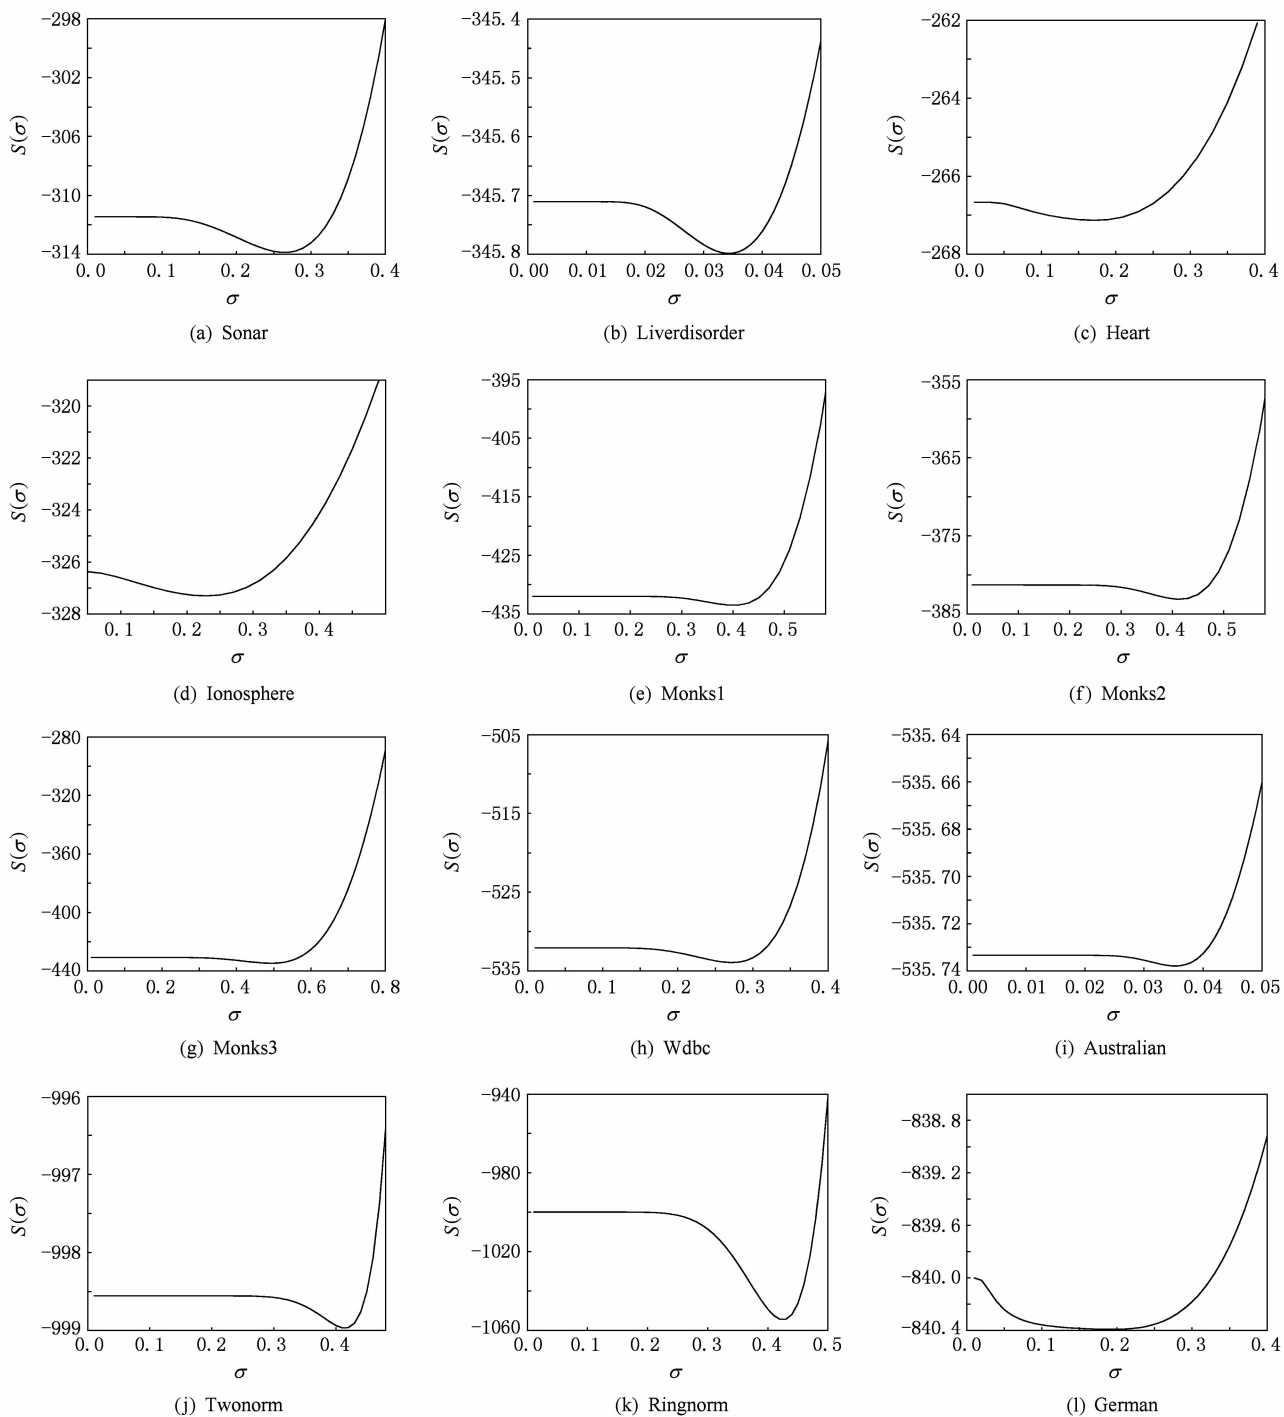 −298
−302
−306
−310
−314
S(σ)
0.0 0.1 0.2 0.3 0.4
σ
(a) Sonar
−345.4
−345.5
−345.6
−345.7
−345.8
S(σ)
0.00 0.01 0.02 0.03 0.04 0.05
σ
(b) Liverdisorder
−262
−264
−266
−268
S(σ)
0.0 0.1 0.2 0.3 0.4
σ
(c) Heart
−320
−322
−324
−326
−328
S(σ)
0.1 0.2 0.3 0.4
σ
(d) Ionosphere
−395
−405
−415
−425
−435
S(σ)
0.0 0.1 0.2 0.3 0.4 0.5
σ
(e) Monks1
−355
−365
−375
−385
S(σ)
0.0 0.1 0.2 0.3 0.4 0.5
σ
(f) Monks2
−280
−320
−360
−400
−440
S(σ)
0.0 0.2 0.4 0.6 0.8
σ
(g) Monks3
−505
−515
−525
−535
S(σ)
0.0 0.1 0.2 0.3 0.4
σ
(h) Wdbc
−535.64
−535.66
−535.68
−535.70
−535.72
−535.74
S(σ)
0.00 0.01 0.02 0.03 0.04 0.05
σ
(i) Australian
−996
−997
−998
−999
S(σ)
0.0 0.1 0.2 0.3 0.4
σ
(j) Twonorm
−940
−980
−1020
−1060
S(σ)
0.0 0.1 0.2 0.3 0.4 0.5
σ
(k) Ringnorm
−838.8
−839.2
−839.6
−840.0
−840.4
S(σ)
0.0 0.1 0.2 0.3 0.4
σ
(l) German